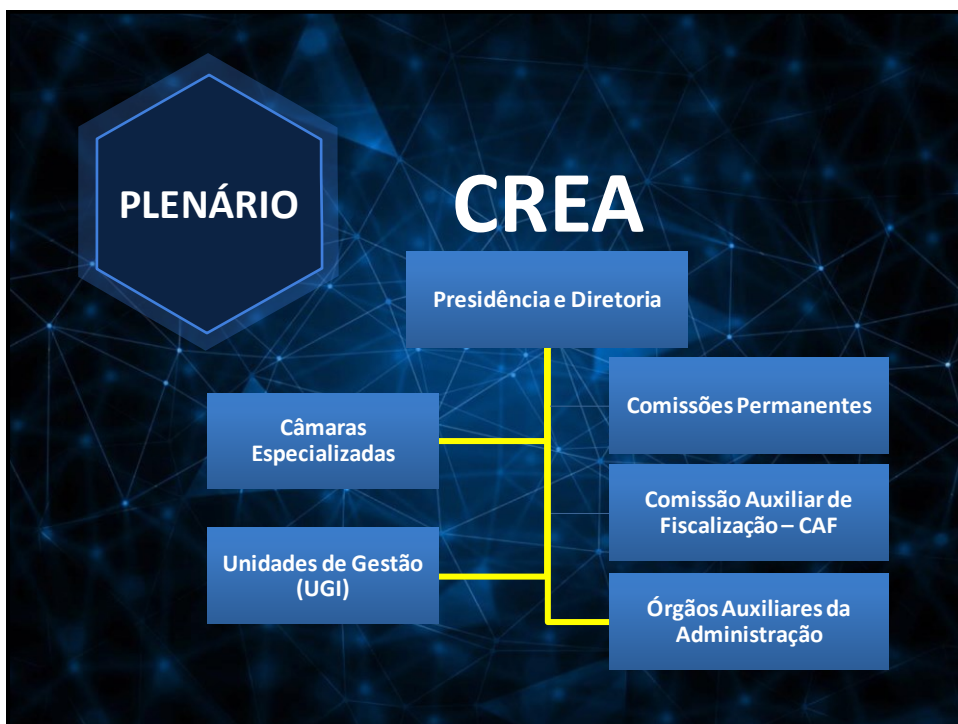 PLENÁRIO
CREA
Presidência e Diretoria
Câmaras
Especializadas
Comissões Permanentes
Comissão Auxiliar de
Fiscalização – CAF
Unidades de Gestão
(UGI)
Órgãos Auxiliares da
Administração